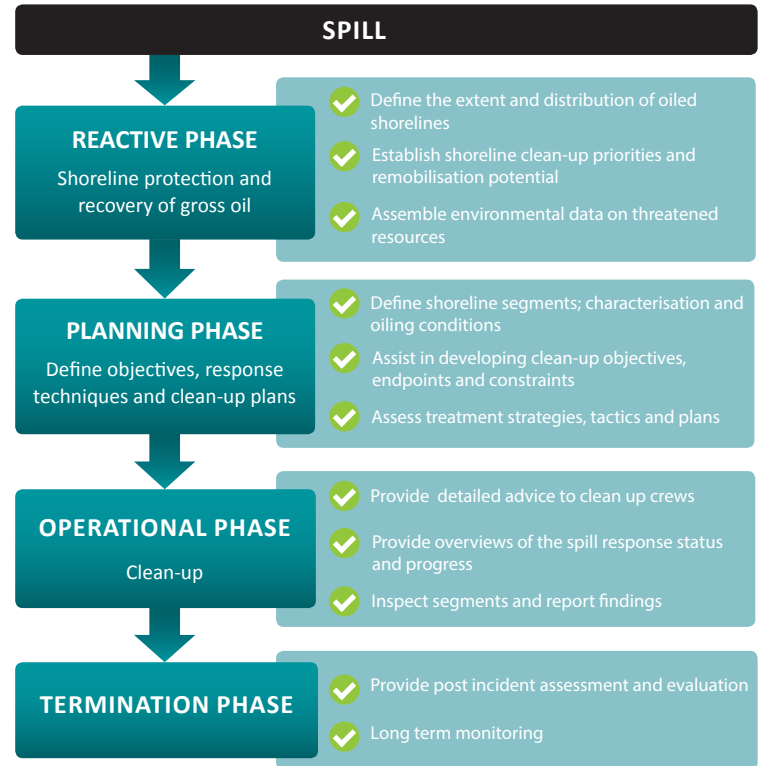 SPILL
REACTIVE PHASE
Shoreline protection and
recovery of gross oil
Define the extent and distribution of oiled
shorelines
Establish shoreline clean-up priorities and
remobilisation potential
Assemble environmental data on threatened
resources
PLANNING PHASE
Define objectives, response
techniques and clean-up plans
Define shoreline segments; characterisation and
oiling conditions
Assist in developing clean-up objectives,
endpoints and constraints
Assess treatment strategies, tactics and plans
OPERATIONAL PHASE
Clean-up
Provide detailed advice to clean up crews
Provide overviews of the spill response status
and progress
Inspect segments and report findings
TERMINATION PHASE
Provide post incident assessment and evaluation
Long term monitoring